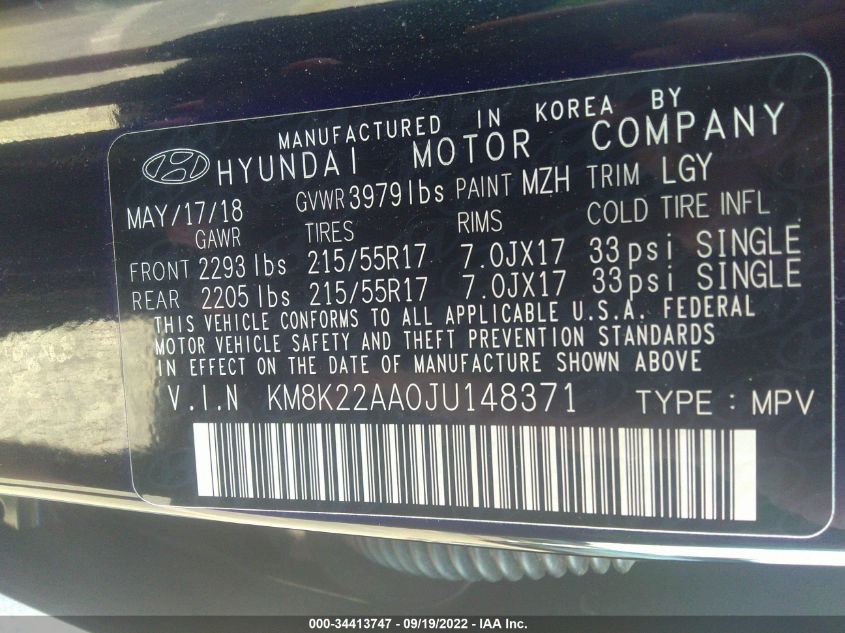 MANUFACTURED IN KOREA BY
HYUNDAI MOTOR COMPANY
MAY/17/18 GVWR 3979lbs PAINT MZH TRIM LGY
GAWR TIRES RIMS COLD TIRE INFL
FRONT 2293lbs 215/55R17 7.0JX17 33psi SINGLE
REAR 2205lbs 215/55R17 7.0JX17 33psi SINGLE
THIS VEHICLE CONFORMS TO ALL APPLICABLE U.S.A. FEDERAL
MOTOR VEHICLE SAFETY AND THEFT PREVENTION STANDARDS
IN EFFECT ON THE DATE OF MANUFACTURE SHOWN ABOVE
V.I.N KM8K22AA0JU148371 TYPE : MPV
000-34413747 - 09/19/2022 - IAA Inc.